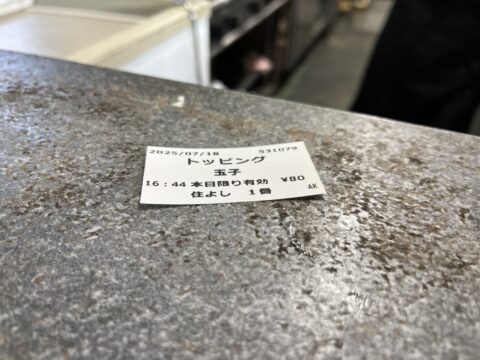 2025/07/18 531079
トッピング
玉子
16:44 本日限り有効 ¥80
住よし 1番 AK